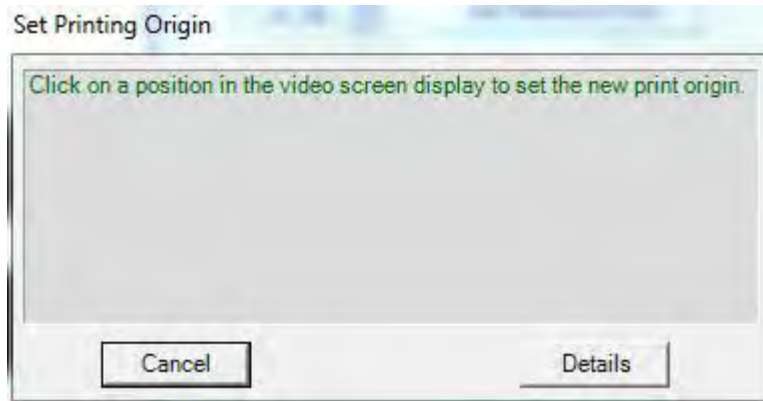 Set Printing Origin
Click on a position in the video screen display to set the new print origin.
Cancel
Details